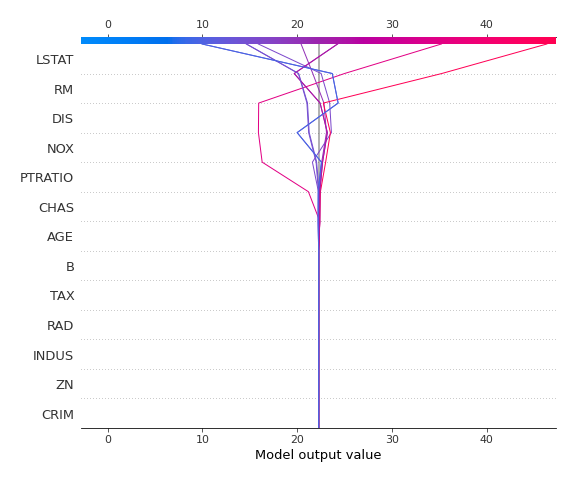 0 10 20 30 40
LSTAT
RM
DIS
NOX
PTRATIO
CHAS
AGE
B
TAX
RAD
INDUS
ZN
CRIM
0 10 20 30 40
Model output value